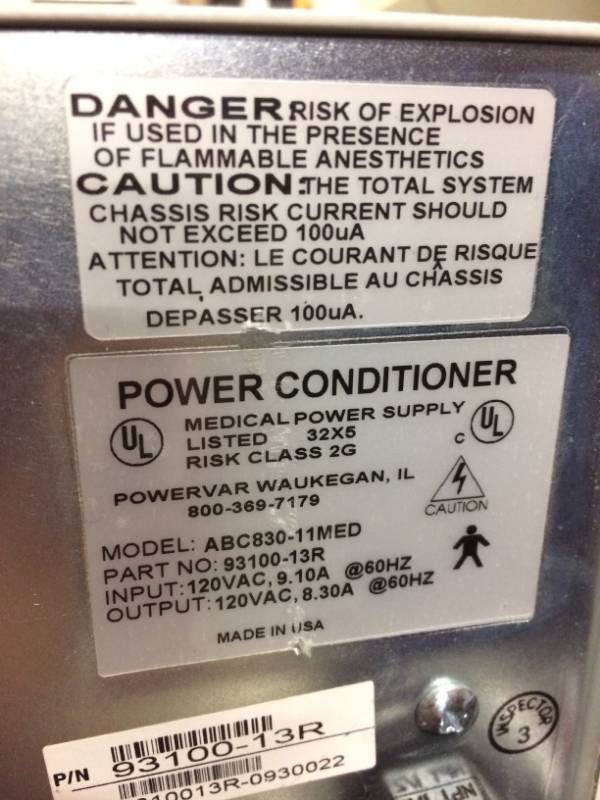 DANGER:RISK OF EXPLOSION
IF USED IN THE PRESENCE
OF FLAMMABLE ANESTHETICS
CAUTION:THE TOTAL SYSTEM
CHASSIS RISK CURRENT SHOULD
NOT EXCEED 100uA
ATTENTION: LE COURANT DE RISQUE
TOTAL ADMISSIBLE AU CHÂSSIS
DEPASSER 100uA.
POWER CONDITIONER
UL
MEDICAL POWER SUPPLY
LISTED 32X5
RISK CLASS 2G
C UL
POWERVAR WAUKEGAN, IL
800-369-7179
CAUTION
MODEL: ABC830-11MED
PART NO: 93100-13R
INPUT:120VAC, 9.10A @60HZ
OUTPUT:120VAC, 8.30A @60HZ
MADE IN USA
P/N 93100-13R
10013R-0930022
INSPECTOR
3